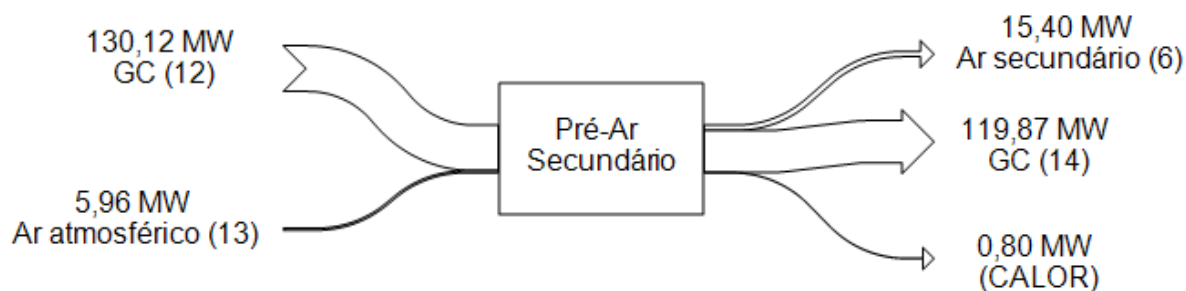 130,12 MW
GC (12)
5,96 MW
Ar atmosférico (13)
Pré-Ar
Secundário
15,40 MW
Ar secundário (6)
119,87 MW
GC (14)
0,80 MW
(CALOR)